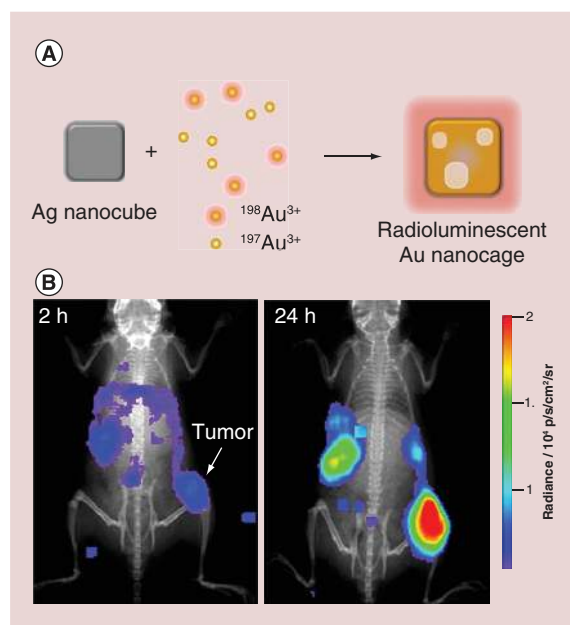 A
+
Ag nanocube
¹⁹⁸Au³⁺
¹⁹⁷Au³⁺
Radioluminescent
Au nanocage
B
2 h
Tumor
24 h
2
1.
1
Radiance / 10⁴ p/s/cm²/sr